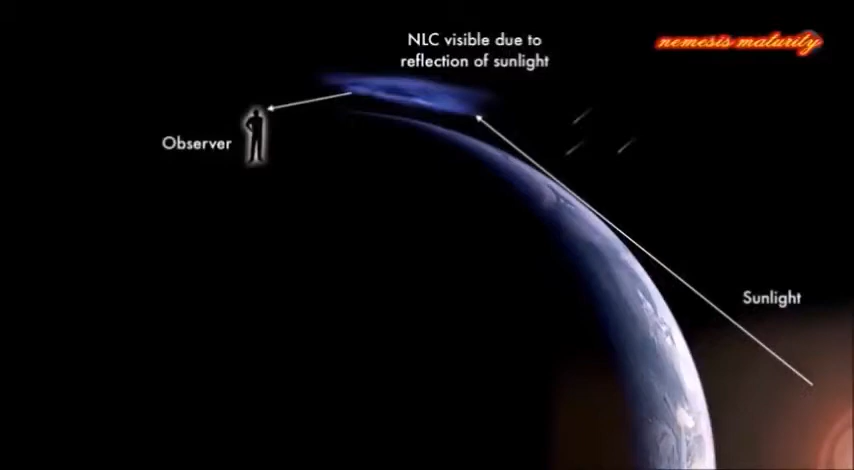 NLC visible due to
reflection of sunlight
nemesis maturity
Observer
Sunlight